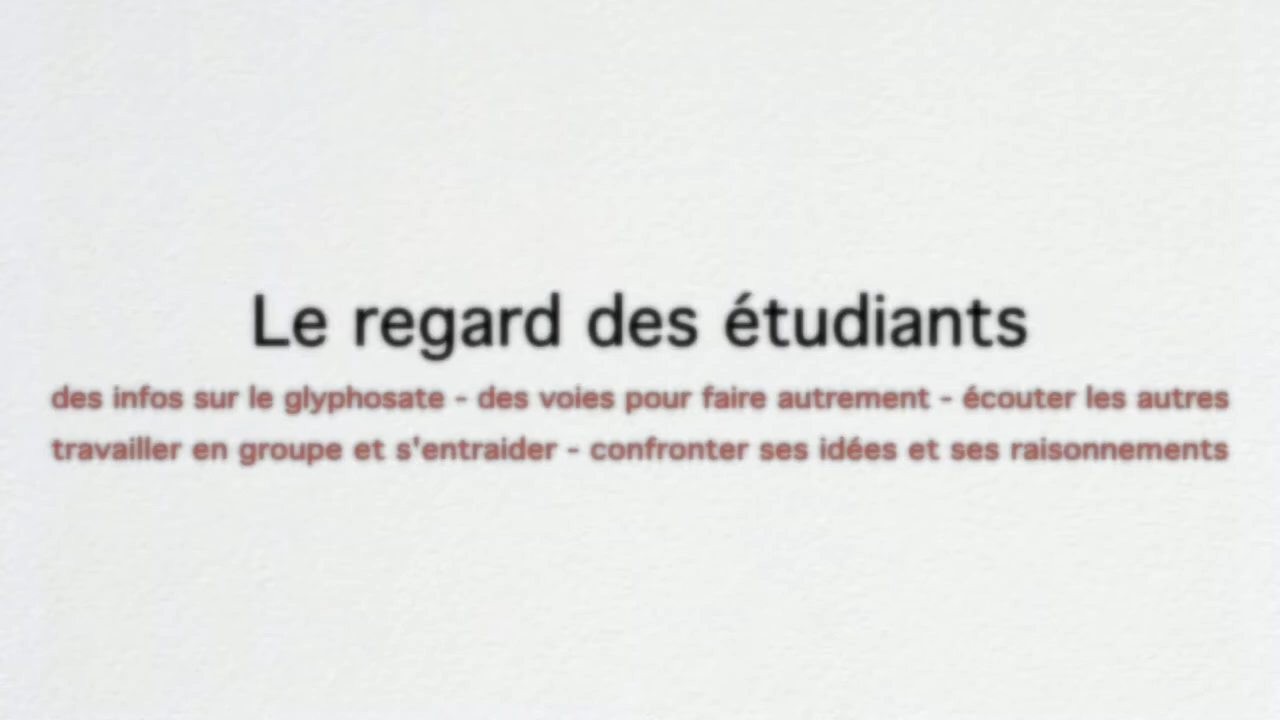 Le regard des étudiants
des infos sur le glyphosate - des voies pour faire autrement - écouter les autres
travailler en groupe et s'entraider - confronter ses idées et ses raisonnements